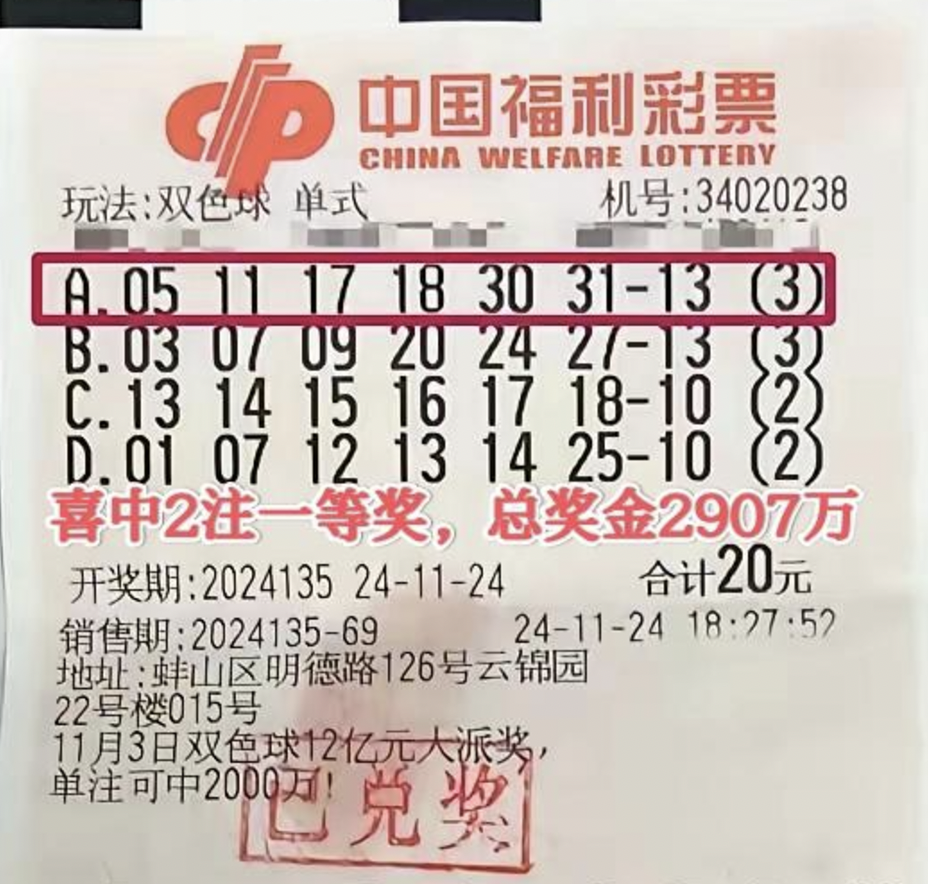 中国福利彩票
CHINA WELFARE LOTTERY
玩法:双色球 单式 机号:34020238
A.05 11 17 18 30 31-13 (3)
B.03 07 09 20 24 27-13 (3)
C.13 14 15 16 17 18-10 (2)
D.01 07 12 13 14 25-10 (2)
喜中2注一等奖，总奖金2907万
开奖期:2024135 24-11-24 合计20元
销售期:2024135-69 24-11-24 18:27:52
地址:蚌山区明德路126号云锦园
22号楼015号
11月3日双色球12亿元大派奖,
单注可中2000万!
已兑奖